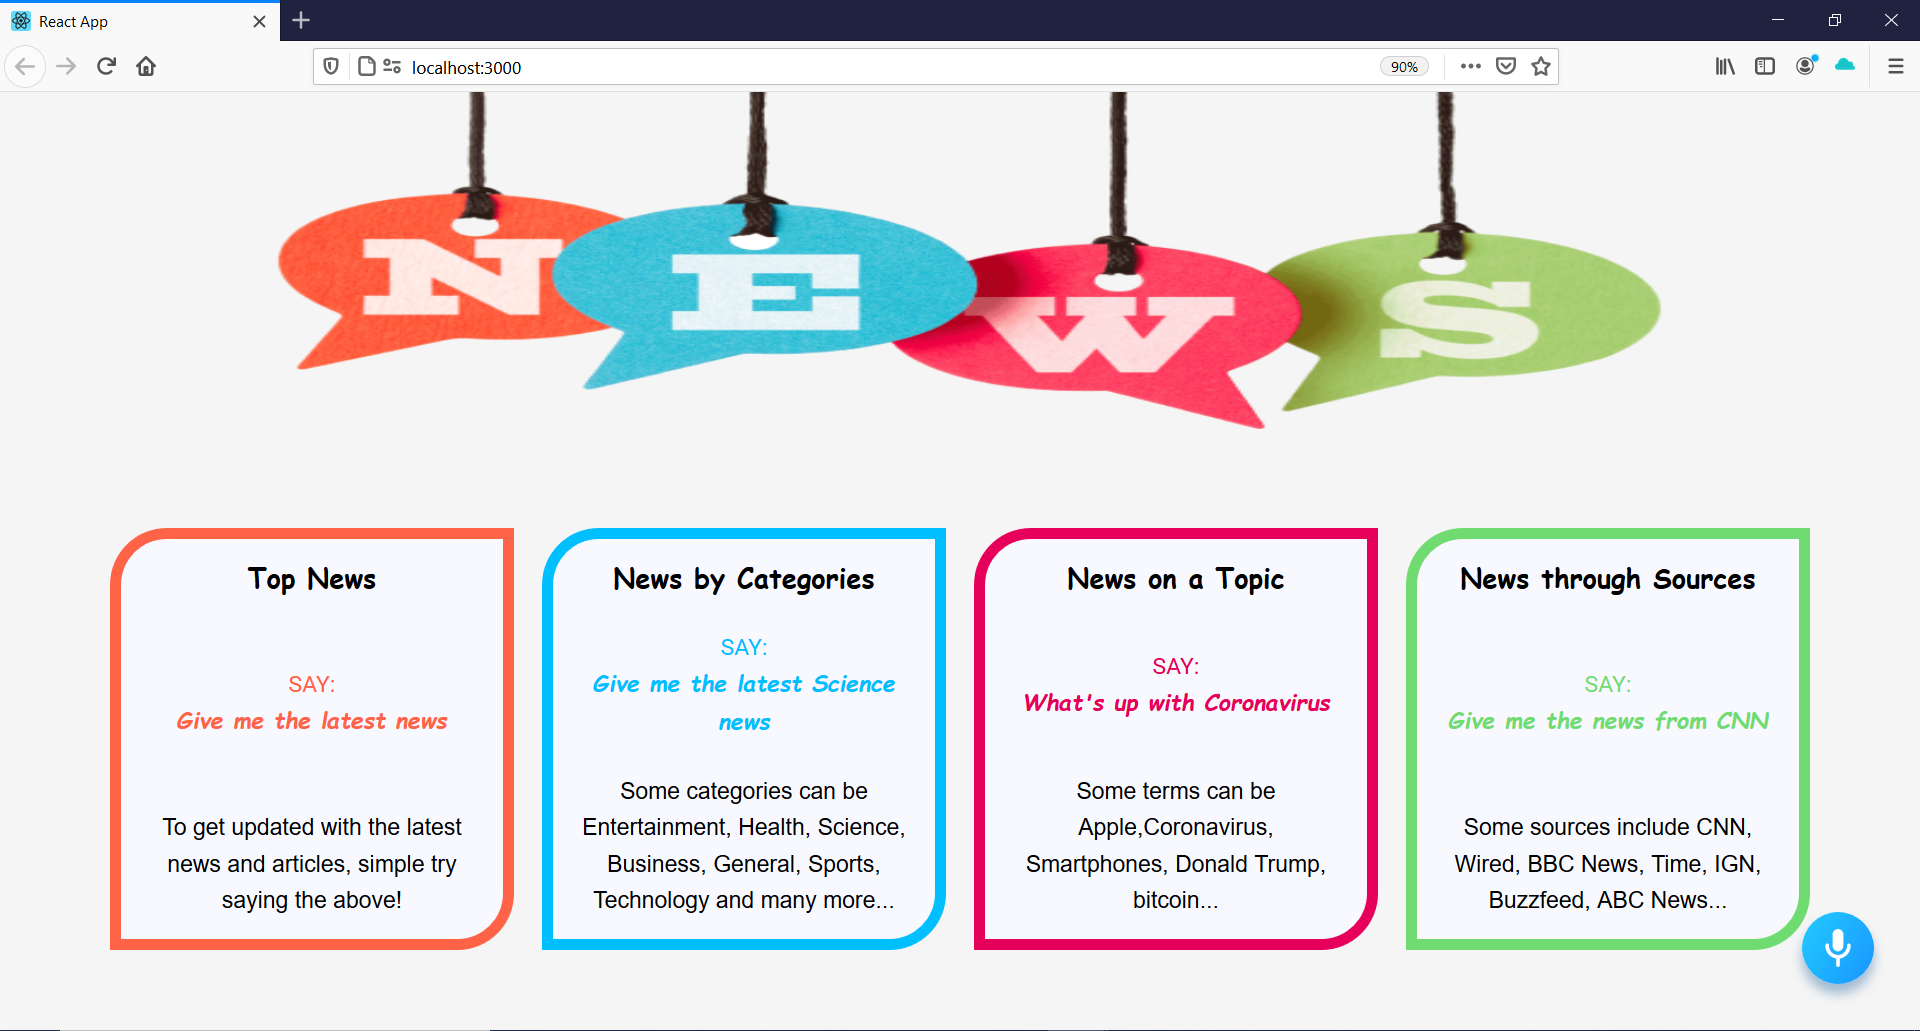 React App
localhost:3000
90%
N E W S
Top News
SAY:
Give me the latest news
To get updated with the latest
news and articles, simple try
saying the above!
News by Categories
SAY:
Give me the latest Science
news
Some categories can be
Entertainment, Health, Science,
Business, General, Sports,
Technology and many more...
News on a Topic
SAY:
What's up with Coronavirus
Some terms can be
Apple,Coronavirus,
Smartphones, Donald Trump,
bitcoin...
News through Sources
SAY:
Give me the news from CNN
Some sources include CNN,
Wired, BBC News, Time, IGN,
Buzzfeed, ABC News...